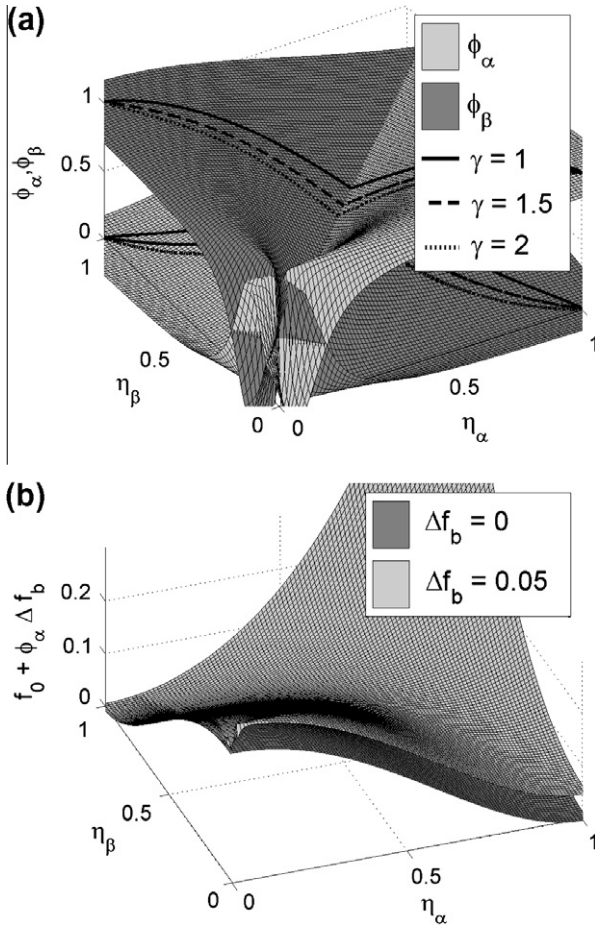 (a)
ϕα
ϕβ
γ = 1
γ = 1.5
γ = 2
ϕα,ϕβ
1
0.5
0
1
0.5
0
ηβ
0
0.5
1
ηα
(b)
Δfb = 0
Δfb = 0.05
f0 + ϕα Δ fb
0.2
0.1
0
1
0.5
0
ηβ
0
0.5
1
ηα